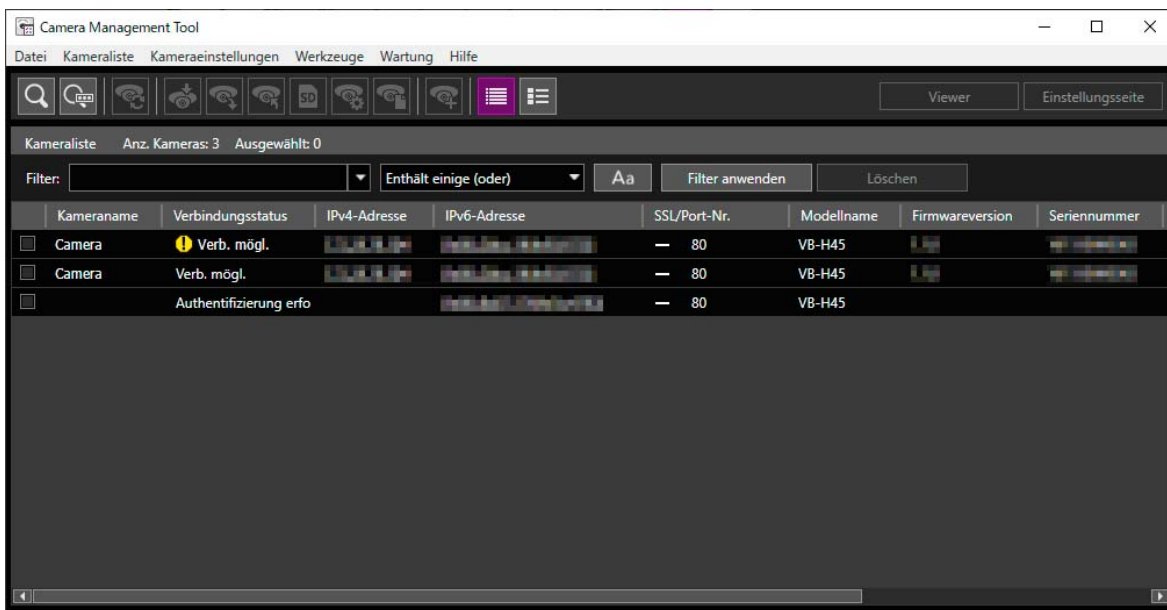 Camera Management Tool
Datei Kameraliste Kameraeinstellungen Werkzeuge Wartung Hilfe
SD Viewer Einstellungsseite
Kameraliste Anz. Kameras: 3 Ausgewählt: 0
Filter: Enthält einige (oder) Aa Filter anwenden Löschen
Kameraname Verbindungsstatus IPv4-Adresse IPv6-Adresse SSL/Port-Nr. Modellname Firmwareversion Seriennummer
Camera Verb. mögl. — 80 VB-H45
Camera Verb. mögl. — 80 VB-H45
Authentifizierung erfo — 80 VB-H45